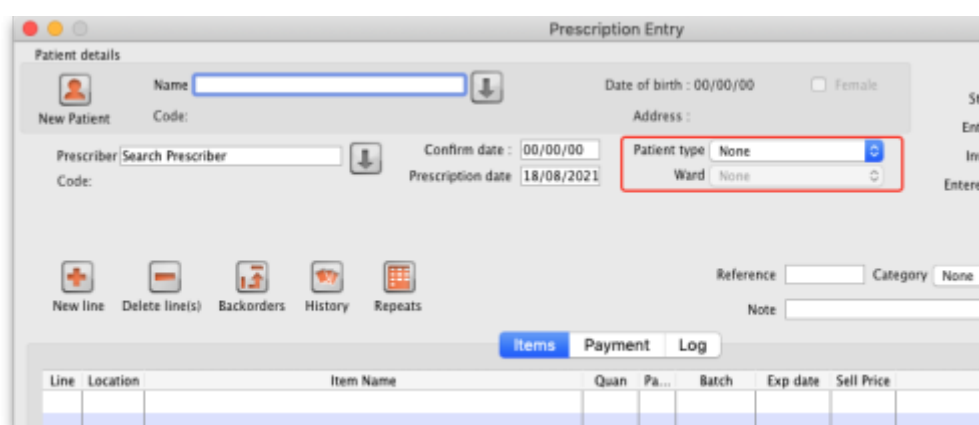 Prescription Entry
Patient details
Name
Date of birth : 00/00/00
Female
New Patient
Code:
Address :
Prescriber Search Prescriber
Confirm date : 00/00/00
Patient type None
Code:
Prescription date 18/08/2021
Ward None
Entere
New line Delete line(s) Backorders History Repeats
Reference
Category None
Note
Items Payment Log
Line Location Item Name Quan Pa... Batch Exp date Sell Price